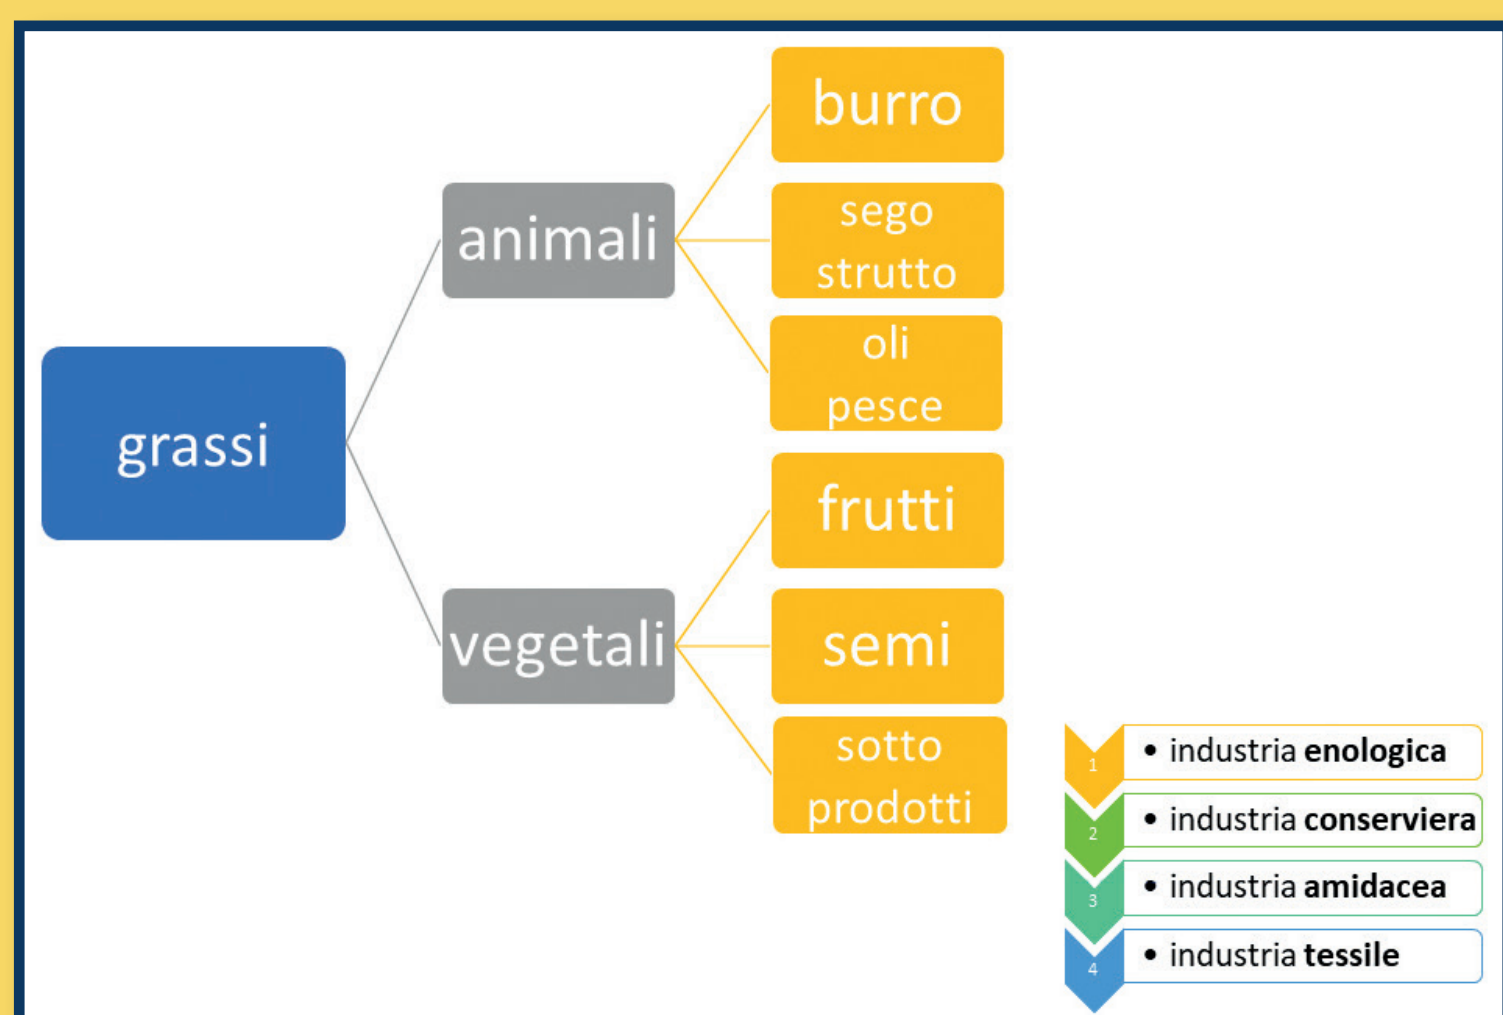 grassi
animali
burro
sego
strutto
oli
pesce
vegetali
frutti
semi
sotto
prodotti
1 • industria enologica
2 • industria conserviera
3 • industria amidacea
4 • industria tessile